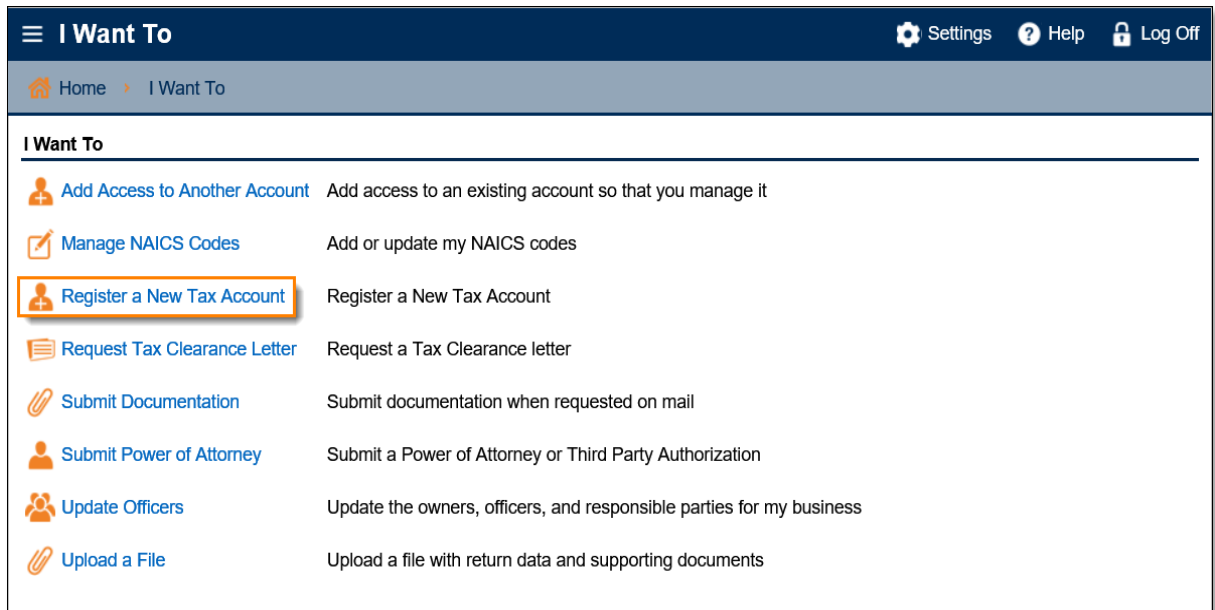 I Want To Settings Help Log Off
Home I Want To
I Want To
Add Access to Another Account Add access to an existing account so that you manage it
Manage NAICS Codes Add or update my NAICS codes
Register a New Tax Account Register a New Tax Account
Request Tax Clearance Letter Request a Tax Clearance letter
Submit Documentation Submit documentation when requested on mail
Submit Power of Attorney Submit a Power of Attorney or Third Party Authorization
Update Officers Update the owners, officers, and responsible parties for my business
Upload a File Upload a file with return data and supporting documents